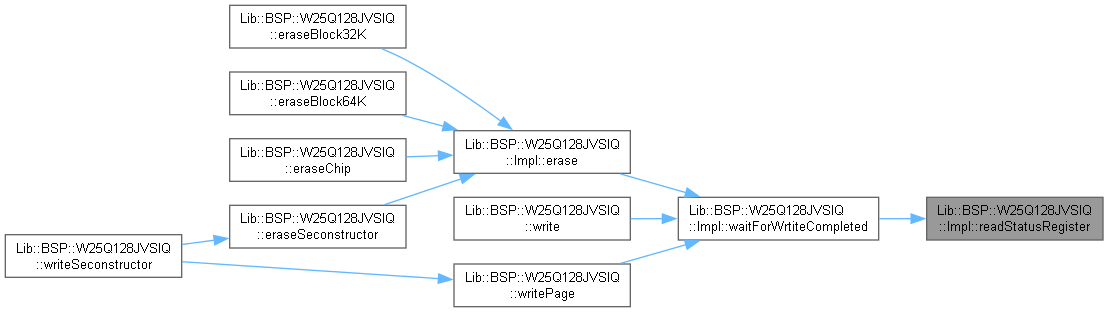 Lib::BSP::W25Q128JVSIQ
::eraseBlock32K
Lib::BSP::W25Q128JVSIQ
::eraseBlock64K
Lib::BSP::W25Q128JVSIQ
::eraseChip
Lib::BSP::W25Q128JVSIQ
::eraseSeconstructor
Lib::BSP::W25Q128JVSIQ
::writeSeconstructor
Lib::BSP::W25Q128JVSIQ
::Impl::erase
Lib::BSP::W25Q128JVSIQ
::write
Lib::BSP::W25Q128JVSIQ
::writePage
Lib::BSP::W25Q128JVSIQ
::Impl::waitForWrtiteCompleted
Lib::BSP::W25Q128JVSIQ
::Impl::readStatusRegister